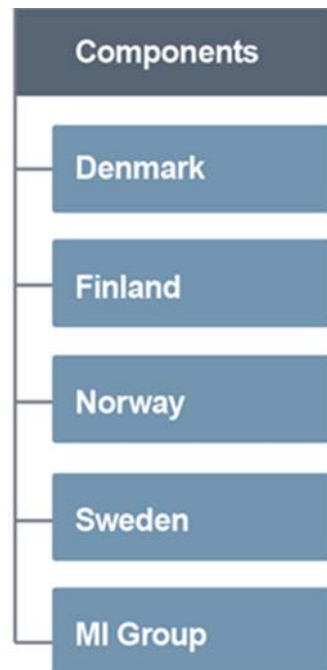 Components
Denmark
Finland
Norway
Sweden
MI Group